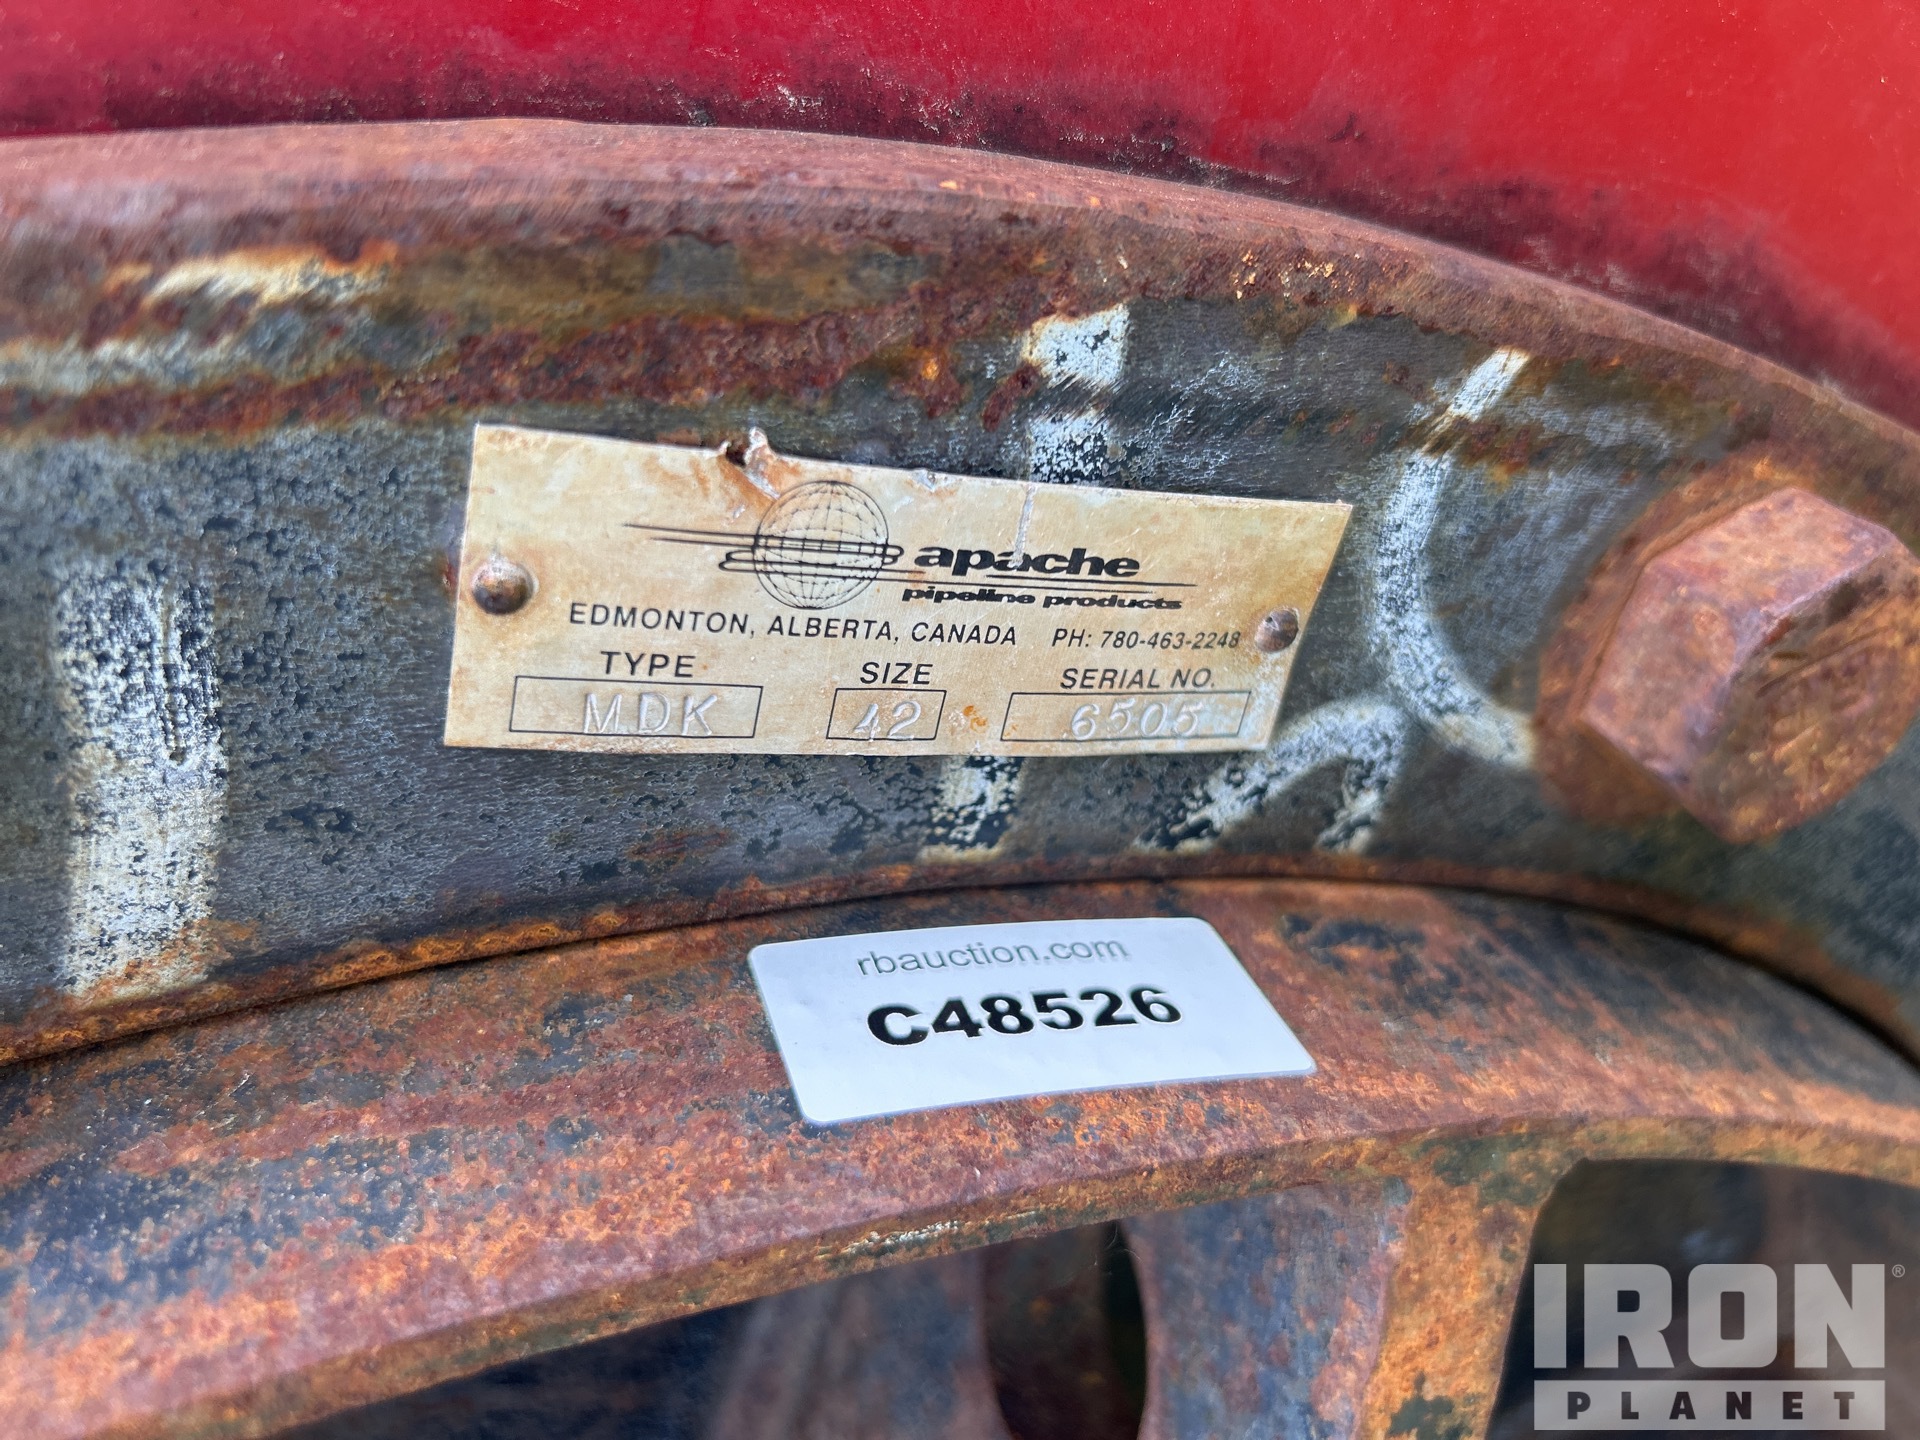 apache
pipeline products
EDMONTON, ALBERTA, CANADA PH: 780-463-2248
TYPE SIZE SERIAL NO.
MDK 42 6505
rbauction.com
C48526
IRON®
PLANET